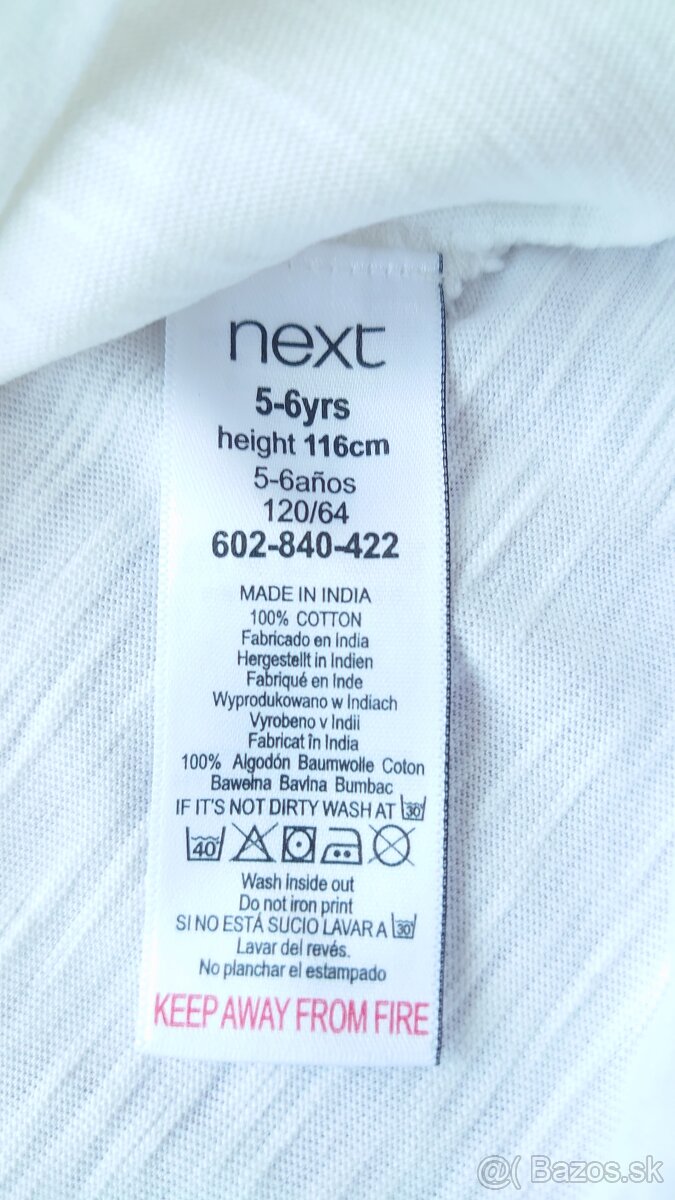 next
5-6yrs
height 116cm
5-6años
120/64
602-840-422
MADE IN INDIA
100% COTTON
Fabricado en India
Hergestellt in Indien
Fabriqué en Inde
Wyprodukowano w Indiach
Vyrobeno v Indii
Fabricat în India
100% Algodón Baumwolle Coton
Bawełna Bavlna Bumbac
IF IT'S NOT DIRTY WASH AT 30
40
Wash inside out
Do not iron print
SI NO ESTÁ SUCIO LAVAR A 30
Lavar del revés.
No planchar el estampado
KEEP AWAY FROM FIRE
@( Bazos.sk